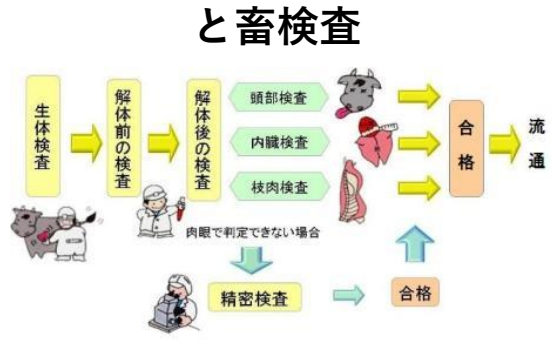 と畜検査
生体検査
解体前の検査
解体後の検査
頭部検査
内臓検査
枝肉検査
合格
流通
肉眼で判定できない場合
精密検査
合格